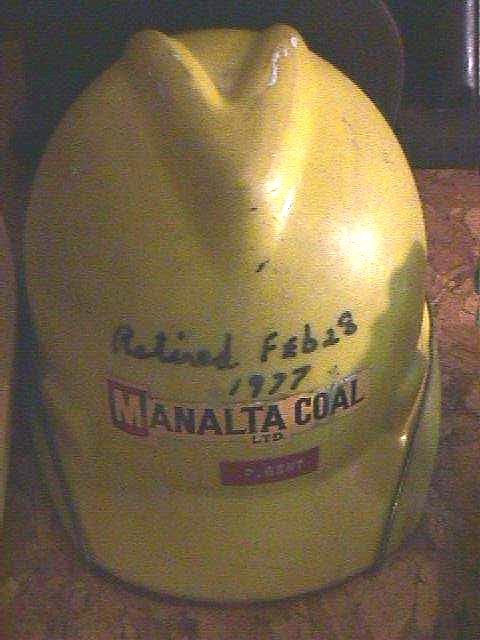 Retired Feb 28
1977
MANALTA COAL
LTD.